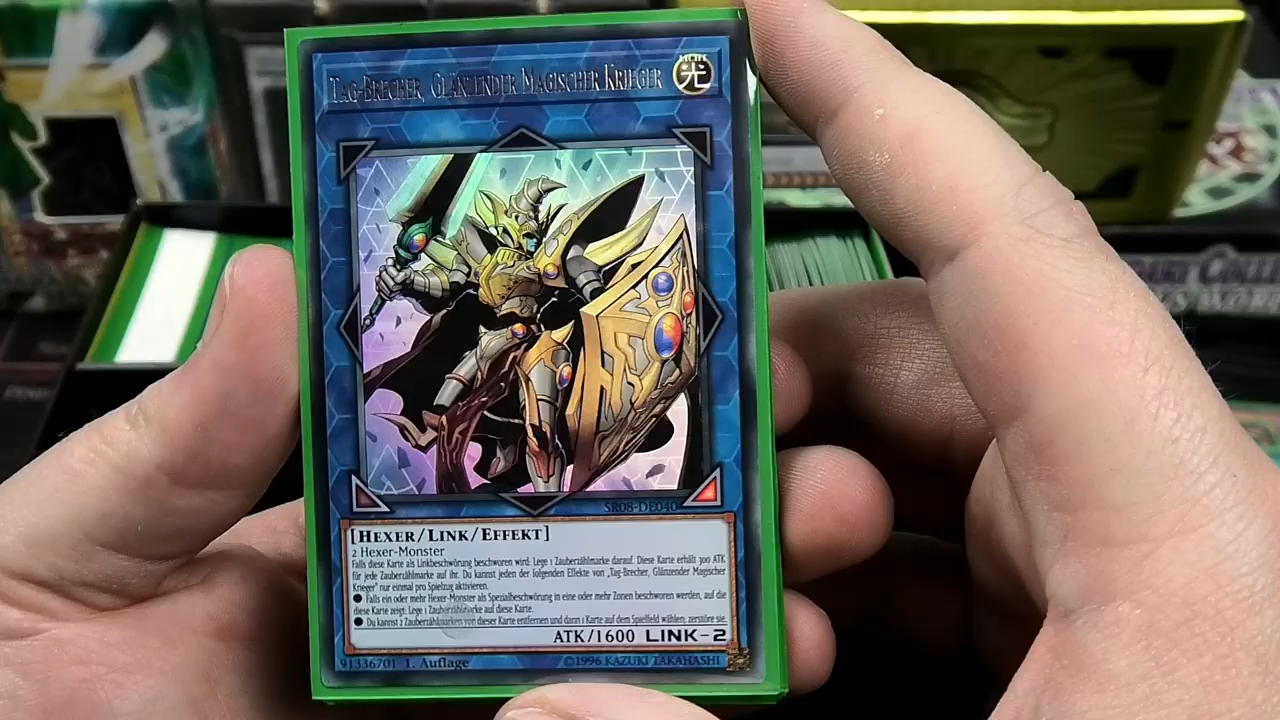 Tag-Brecher, Glänzender Magischer Krieger
LICHT
光
SR08-DE040
[Hexer/Link/Effekt]
2 Hexer-Monster
Falls diese Karte als Linkbeschwörung beschworen wird: Lege 1 Zauberzählmarke darauf. Diese Karte erhält 300 ATK
für jede Zauberzählmarke auf ihr. Du kannst jeden der folgenden Effekte von „Tag-Brecher, Glänzender Magischer
Krieger" nur einmal pro Spielzug aktivieren.
● Falls ein oder mehr Hexer-Monster als Spezialbeschwörung in eine oder mehr Zonen beschworen werden, auf die
diese Karte zeigt: Lege 1 Zauberzählmarke auf diese Karte.
● Du kannst 2 Zauberzählmarken von dieser Karte entfernen und dann 1 Karte auf dem Spielfeld wählen; zerstöre sie.
ATK/1600 LINK-2
91336701 1. Auflage ©1996 KAZUKI TAKAHASHI